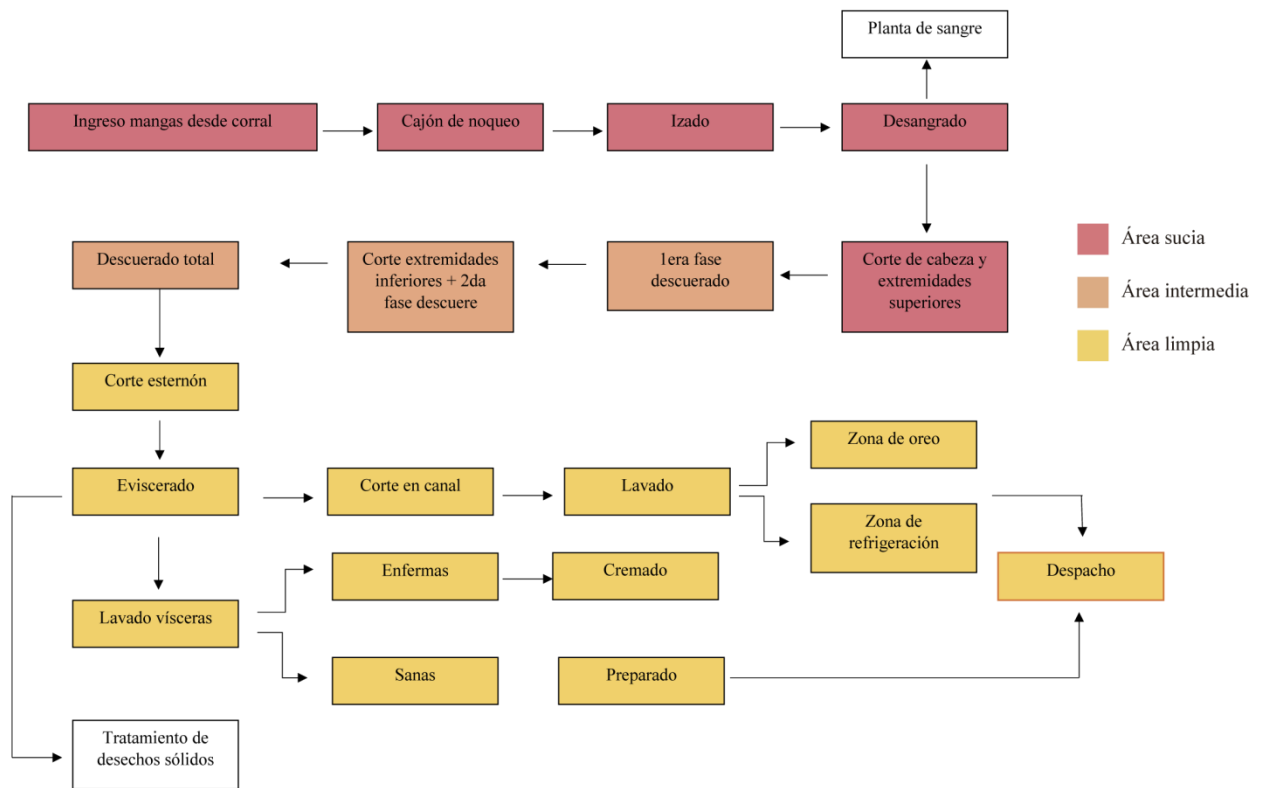 Planta de sangre
Ingreso mangas desde corral
Cajón de noqueo
Izado
Desangrado
Descuerado total
Corte extremidades
inferiores + 2da
fase descuere
1era fase
descuerado
Corte de cabeza y
extremidades
superiores
Área sucia
Área intermedia
Área limpia
Corte esternón
Eviscerado
Corte en canal
Lavado
Zona de oreo
Zona de
refrigeración
Despacho
Lavado vísceras
Enfermas
Cremado
Sanas
Preparado
Tratamiento de
desechos sólidos